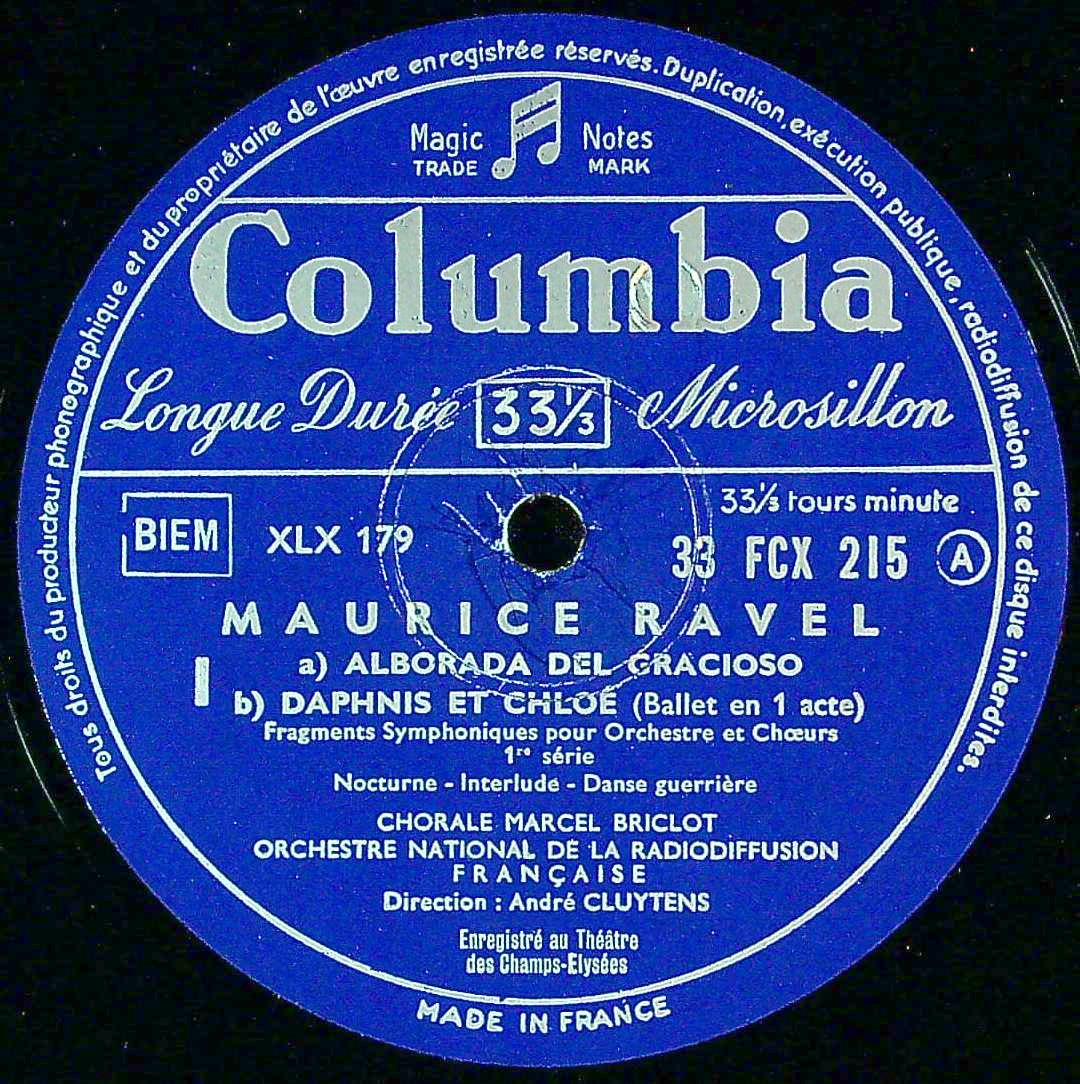 Tous droits du producteur phonographique et du propriétaire de l'œuvre enregistrée réservés. Duplication, exécution publique, radiodiffusion de ce disque interdites.
Magic Notes
TRADE MARK
Columbia
Longue Durée 33⅓ Microsillon
33⅓ tours minute
BIEM XLX 179 33 FCX 215 A
MAURICE RAVEL
I
a) ALBORADA DEL GRACIOSO
b) DAPHNIS ET CHLOÉ (Ballet en 1 acte)
Fragments Symphoniques pour Orchestre et Chœurs
1re série
Nocturne - Interlude - Danse guerrière
CHORALE MARCEL BRICLOT
ORCHESTRE NATIONAL DE LA RADIODIFFUSION
FRANÇAISE
Direction : André CLUYTENS
Enregistré au Théâtre
des Champs-Elysées
MADE IN FRANCE